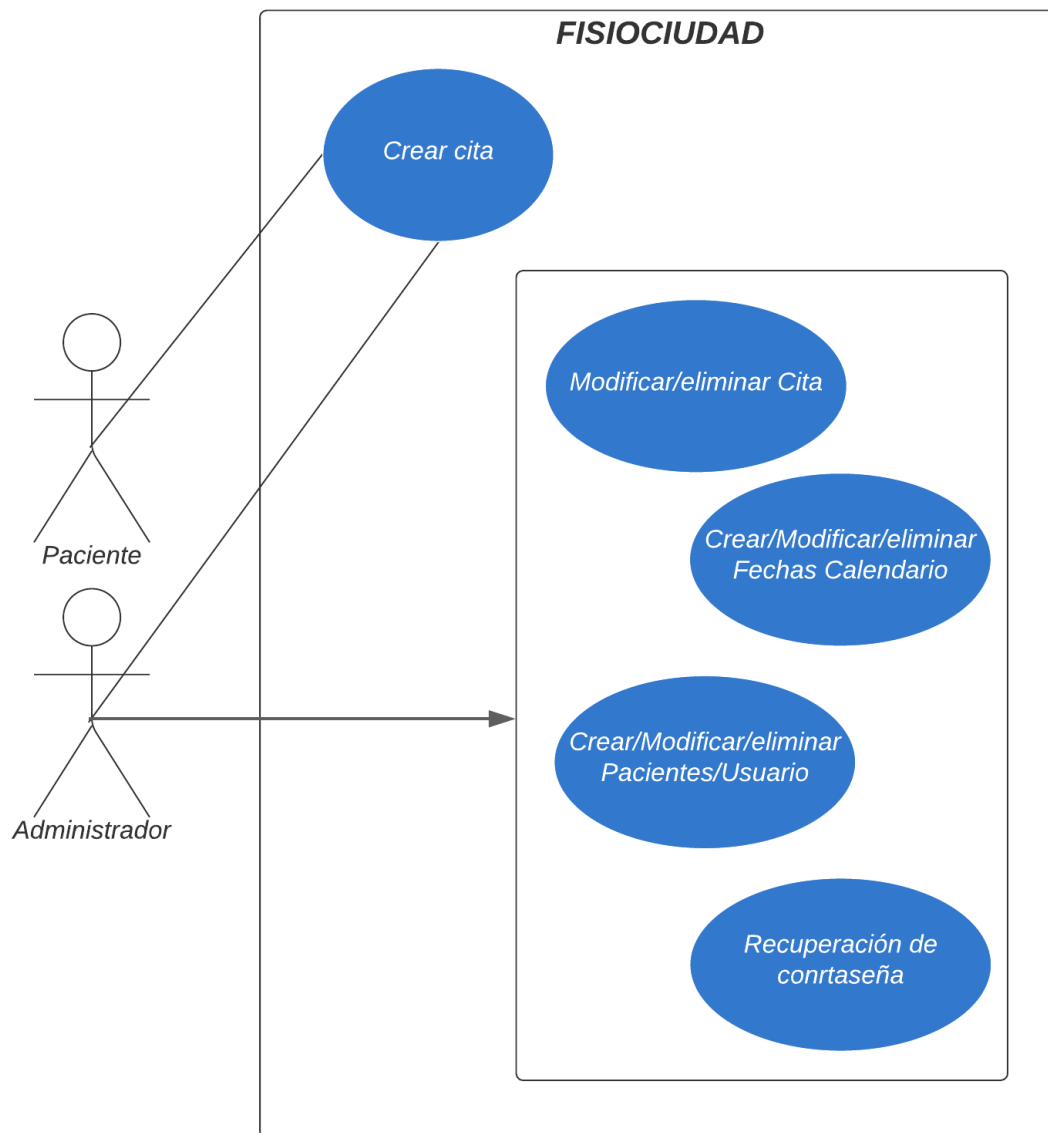 FISIOCIUDAD
Crear cita
Modificar/eliminar Cita
Crear/Modificar/eliminar
Fechas Calendario
Paciente
Crear/Modificar/eliminar
Pacientes/Usuario
Administrador
Recuperación de
conrtaseña